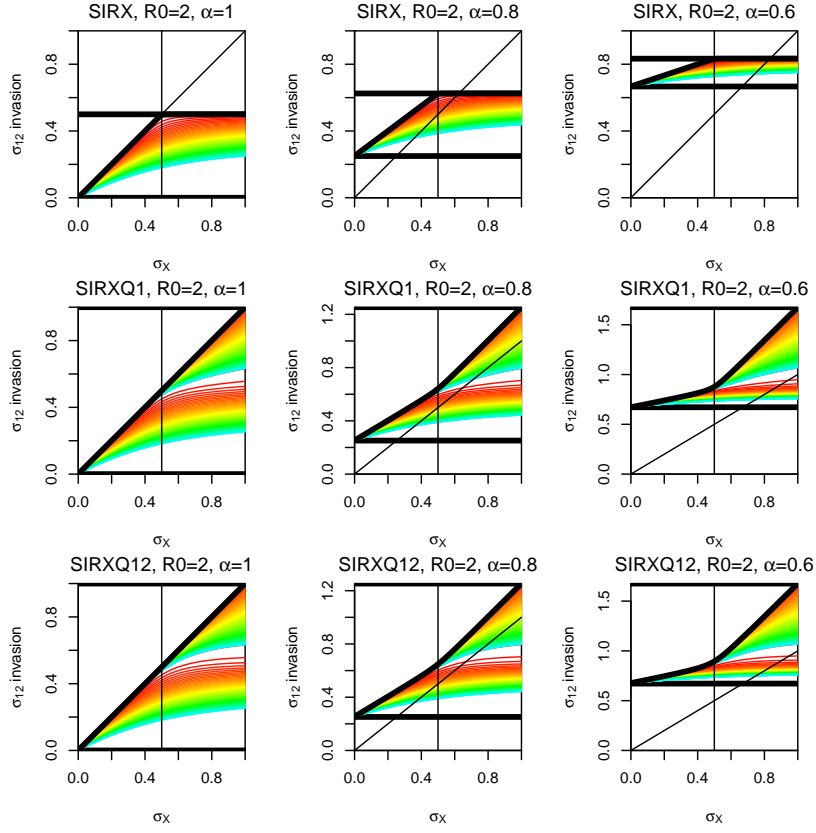 SIRX, R0=2, α=1
SIRX, R0=2, α=0.8
SIRX, R0=2, α=0.6
σ12 invasion
0.0 0.4 0.8
σX
0.0 0.4 0.8
σ12 invasion
0.0 0.4 0.8
σX
0.0 0.4 0.8
σ12 invasion
0.0 0.4 0.8
σX
0.0 0.4 0.8
SIRXQ1, R0=2, α=1
SIRXQ1, R0=2, α=0.8
SIRXQ1, R0=2, α=0.6
σ12 invasion
0.0 0.4 0.8
σX
0.0 0.4 0.8
σ12 invasion
0.0 0.4 0.8 1.2
σX
0.0 0.4 0.8
σ12 invasion
0.0 0.5 1.0 1.5
σX
0.0 0.4 0.8
SIRXQ12, R0=2, α=1
SIRXQ12, R0=2, α=0.8
SIRXQ12, R0=2, α=0.6
σ12 invasion
0.0 0.4 0.8
σX
0.0 0.4 0.8
σ12 invasion
0.0 0.4 0.8 1.2
σX
0.0 0.4 0.8
σ12 invasion
0.0 0.5 1.0 1.5
σX
0.0 0.4 0.8